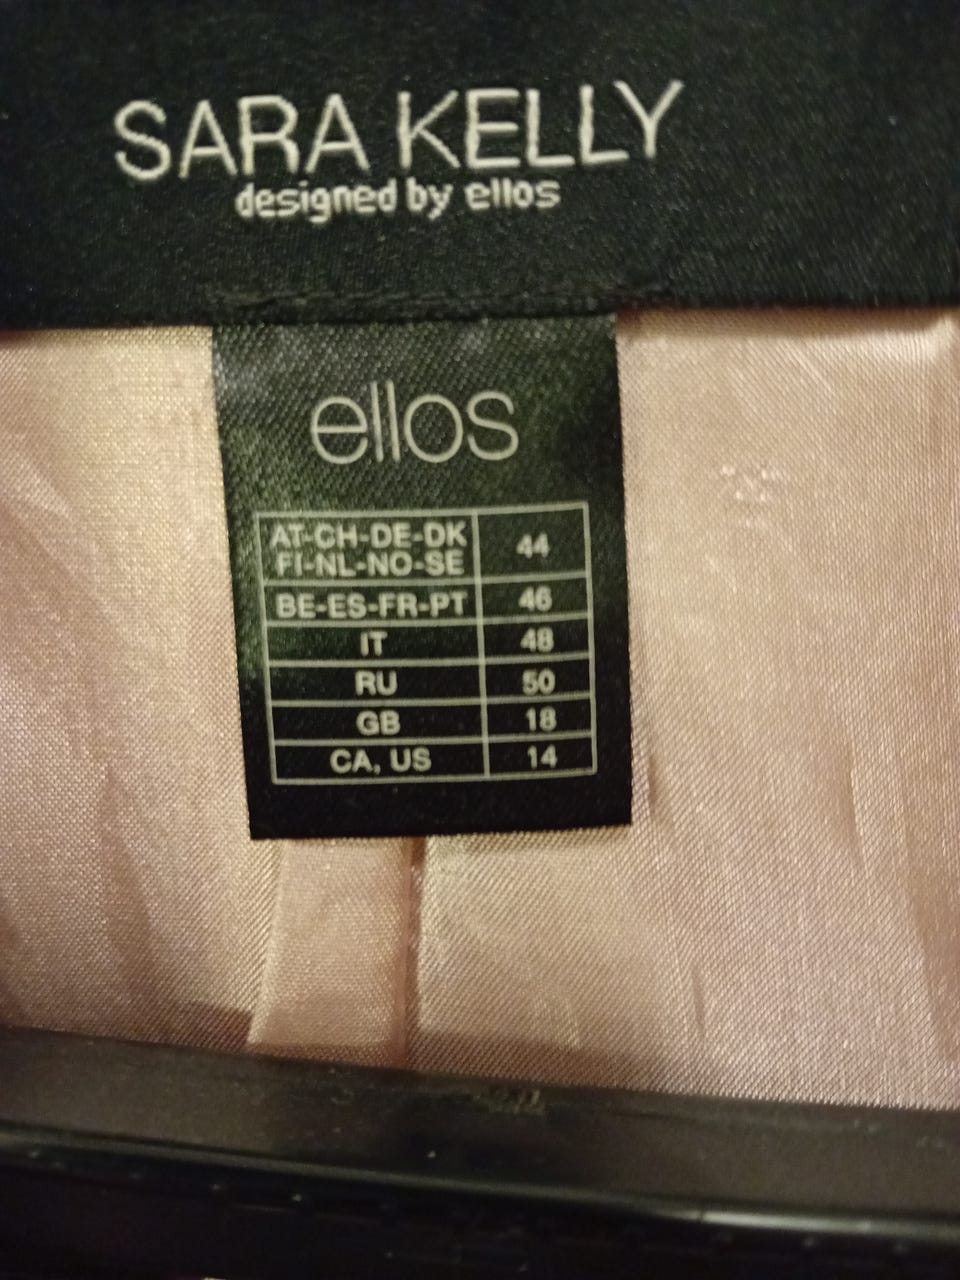 SARA KELLY
designed by ellos
ellos
AT-CH-DE-DK
FI-NL-NO-SE 44
BE-ES-FR-PT 46
IT 48
RU 50
GB 18
CA, US 14